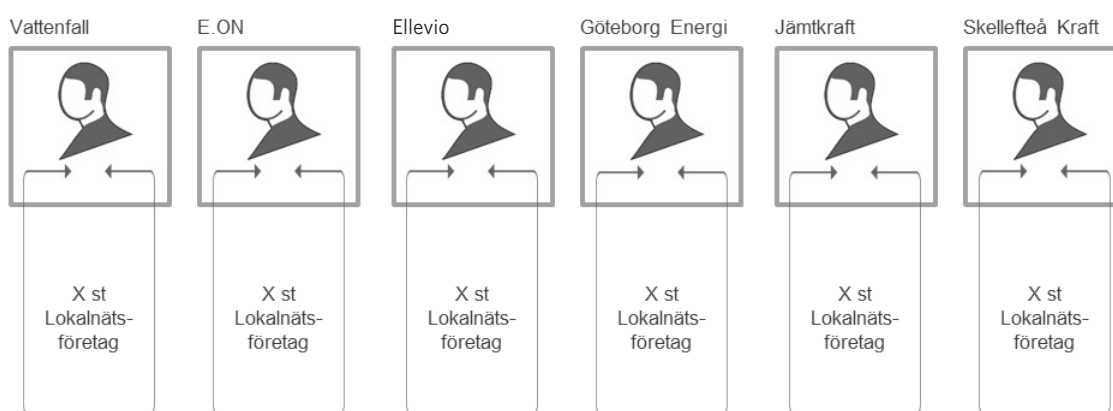 Vattenfall
E.ON
Ellevio
Göteborg Energi
Jämtkraft
Skellefteå Kraft
X st
Lokalnäts-
företag
X st
Lokalnäts-
företag
X st
Lokalnäts-
företag
X st
Lokalnäts-
företag
X st
Lokalnäts-
företag
X st
Lokalnäts-
företag